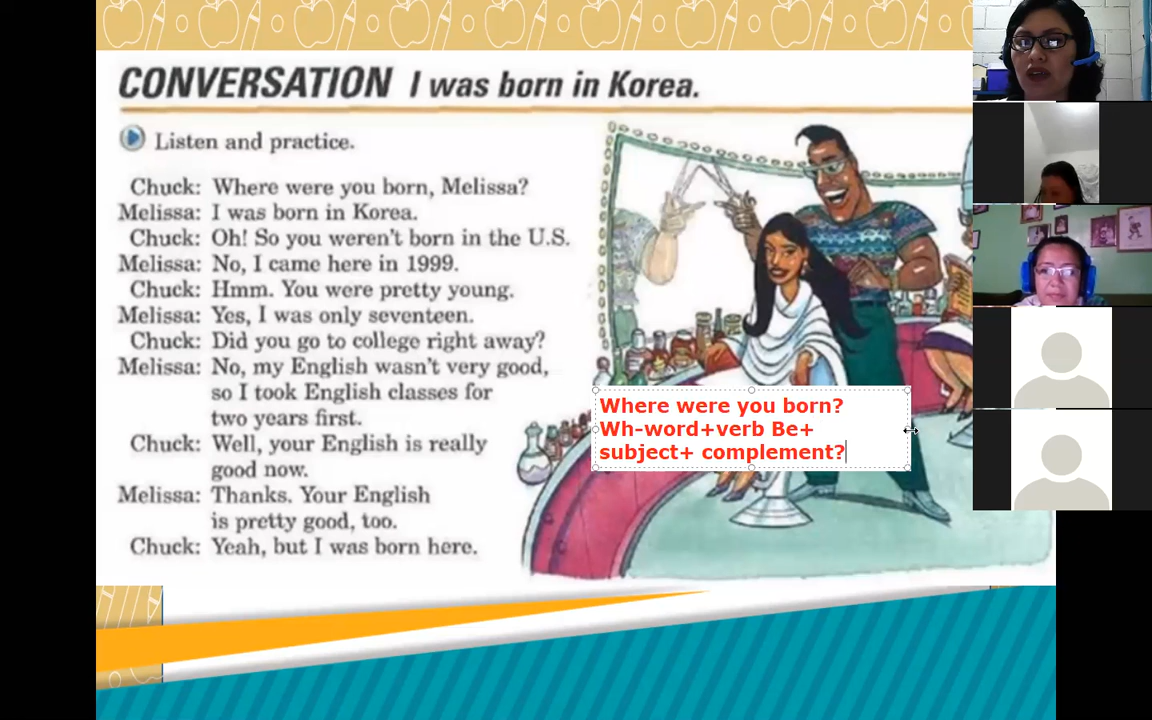 CONVERSATION I was born in Korea.
Listen and practice.
Chuck: Where were you born, Melissa?
Melissa: I was born in Korea.
Chuck: Oh! So you weren't born in the U.S.
Melissa: No, I came here in 1999.
Chuck: Hmm. You were pretty young.
Melissa: Yes, I was only seventeen.
Chuck: Did you go to college right away?
Melissa: No, my English wasn't very good,
so I took English classes for
two years first.
Chuck: Well, your English is really
good now.
Melissa: Thanks. Your English
is pretty good, too.
Chuck: Yeah, but I was born here.
Where were you born?
Wh-word+verb Be+
subject+ complement?